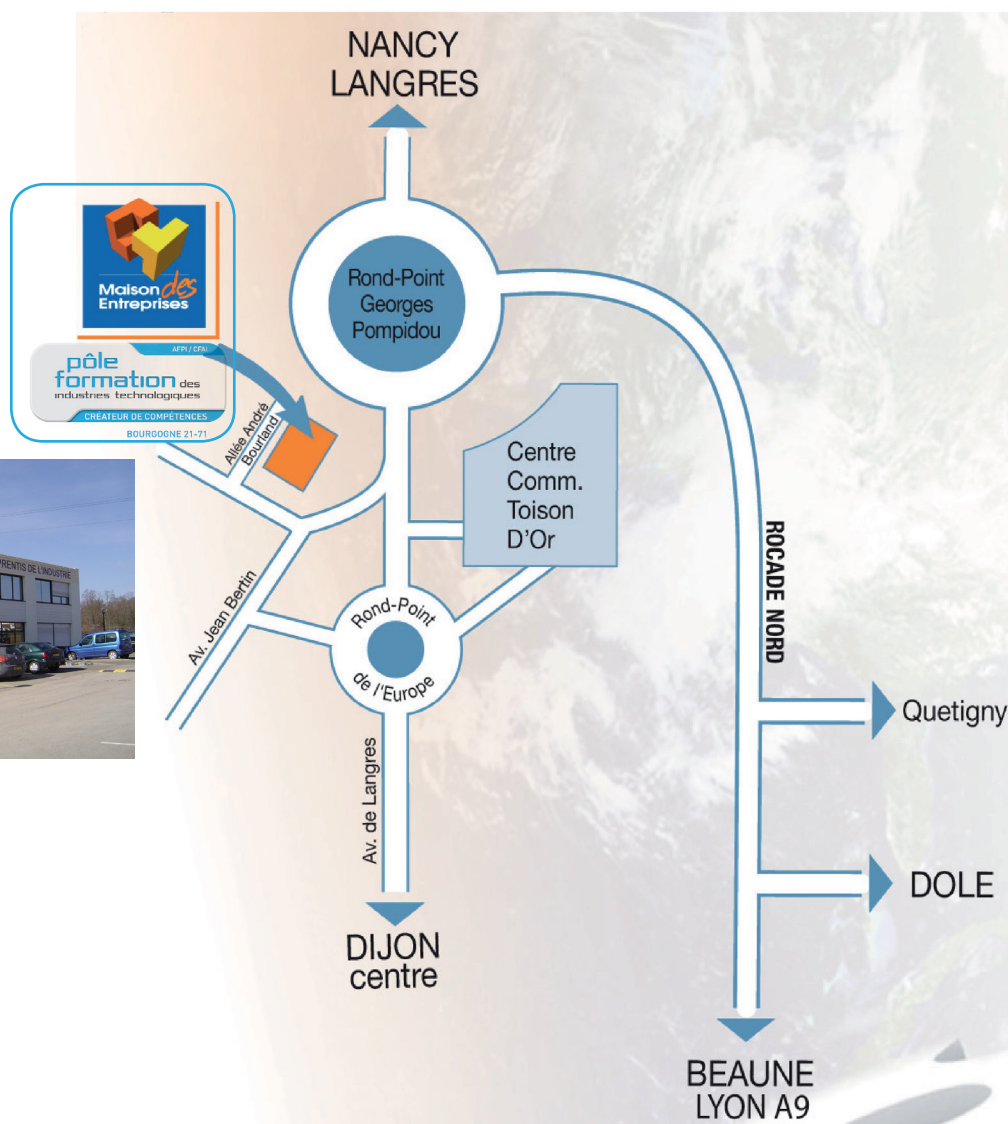 NANCY
LANGRES
Maison des
Entreprises
AFPI / CFAI
pôle
formation des
industries technologiques
CRÉATEUR DE COMPÉTENCES
BOURGOGNE 21-71
Rond-Point
Georges
Pompidou
Allée André
Bourland
Centre
Comm.
Toison
D'Or
ROCADE NORD
PRENTIS DE L'INDUSTRIE
Av. Jean Bertin
Rond-Point
de l'Europe
Quetigny
Av. de Langres
DOLE
DIJON
centre
BEAUNE
LYON A9